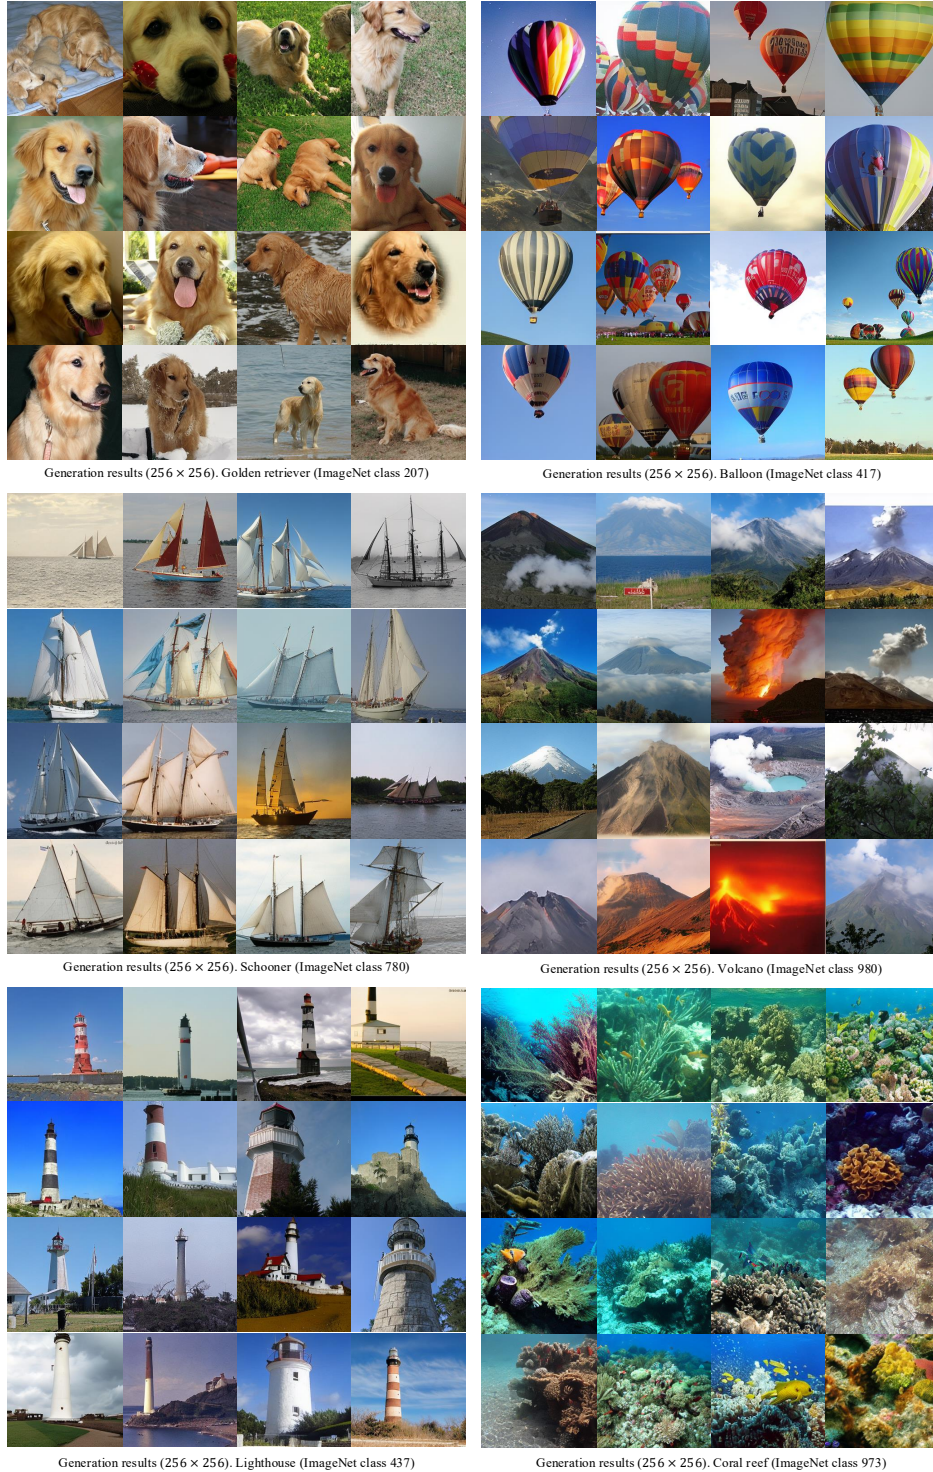 Generation results (256 × 256). Golden retriever (ImageNet class 207)
Generation results (256 × 256). Balloon (ImageNet class 417)
Generation results (256 × 256). Schooner (ImageNet class 780)
Generation results (256 × 256). Volcano (ImageNet class 980)
Generation results (256 × 256). Lighthouse (ImageNet class 437)
Generation results (256 × 256). Coral reef (ImageNet class 973)